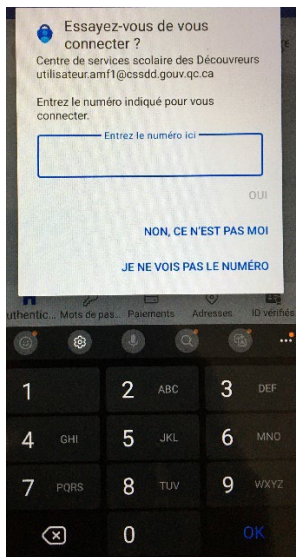 Essayez-vous de vous
connecter ?
Centre de services scolaire des Découvreurs
utilisateur.amf1@cssdd.gouv.qc.ca
Entrez le numéro indiqué pour vous
connecter.
Entrez le numéro ici
OUI
NON, CE N'EST PAS MOI
JE NE VOIS PAS LE NUMÉRO
uthentic... Mots de pas... Paiements Adresses ID vérifiés
1 2 ABC 3 DEF
4 GHI 5 JKL 6 MNO
7 PQRS 8 TUV 9 WXYZ
0 OK